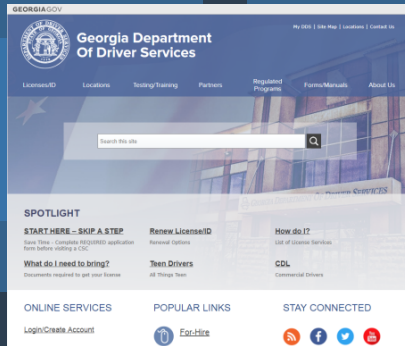 GEORGIAGOV
My DDS | Site Map | Locations | Contact Us
Georgia Department
Of Driver Services
Licenses/ID Locations Testing/Training Partners Regulated Programs Forms/Manuals About Us
Search this site
DRIVER SERVICES
SPOTLIGHT
START HERE – SKIP A STEP Renew License/ID How do I?
Save Time - Complete REQUIRED application Renewal Options List of License Services
form before visiting a CSC
What do I need to bring? Teen Drivers CDL
Documents required to get your license All Things Teen Commercial Drivers
ONLINE SERVICES POPULAR LINKS STAY CONNECTED
Login/Create Account For-Hire